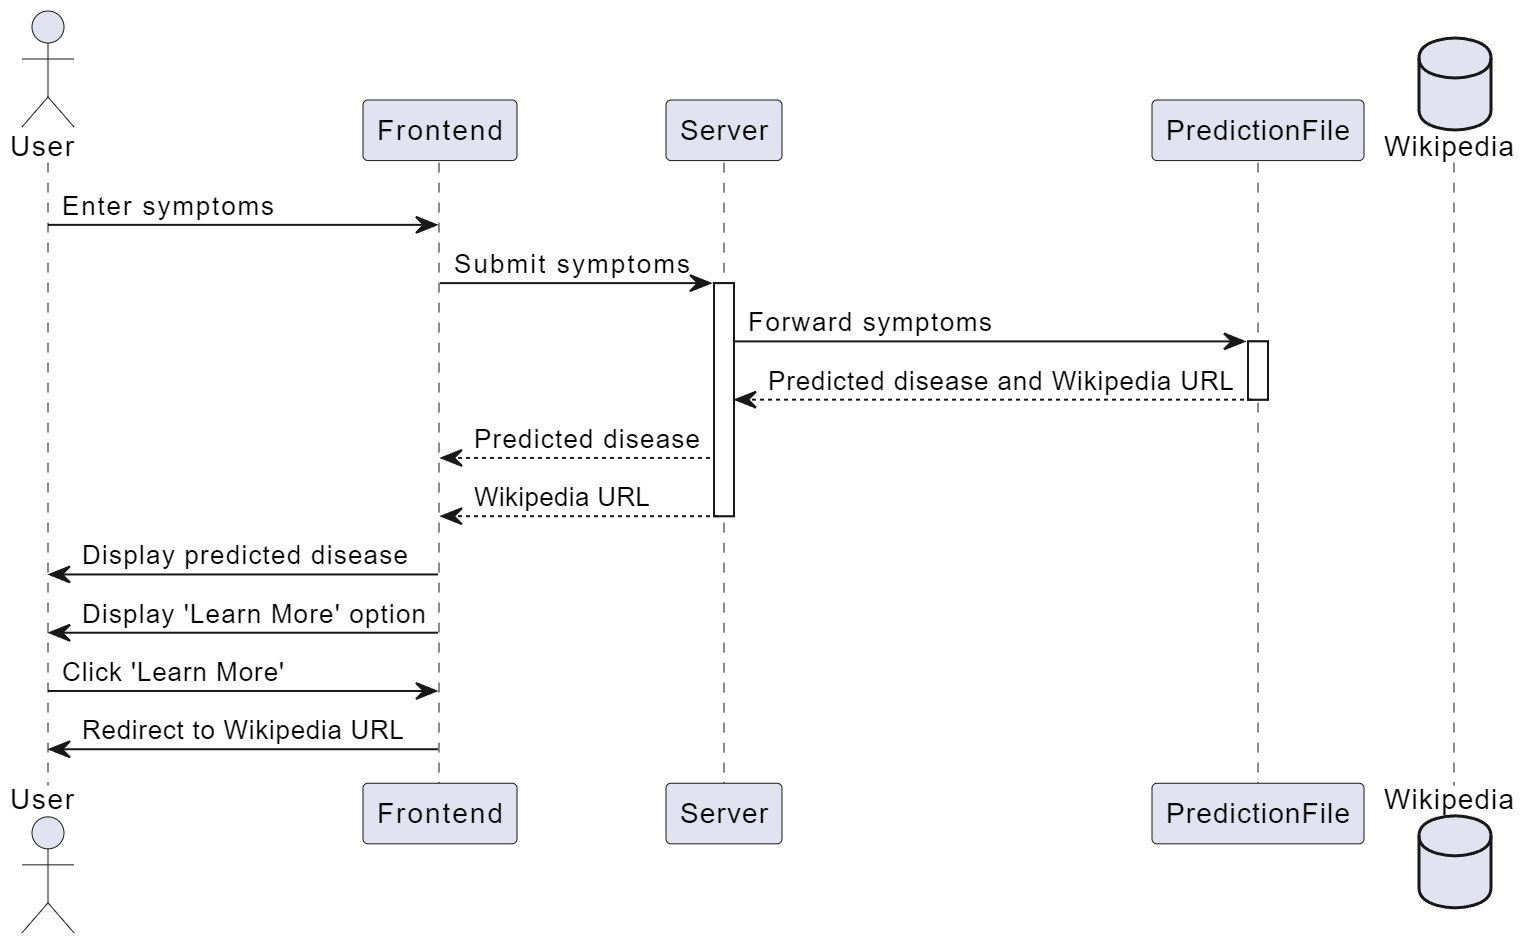 User
Frontend
Server
PredictionFile
Wikipedia
Enter symptoms
Submit symptoms
Forward symptoms
Predicted disease and Wikipedia URL
Predicted disease
Wikipedia URL
Display predicted disease
Display 'Learn More' option
Click 'Learn More'
Redirect to Wikipedia URL
User
Frontend
Server
PredictionFile
Wikipedia